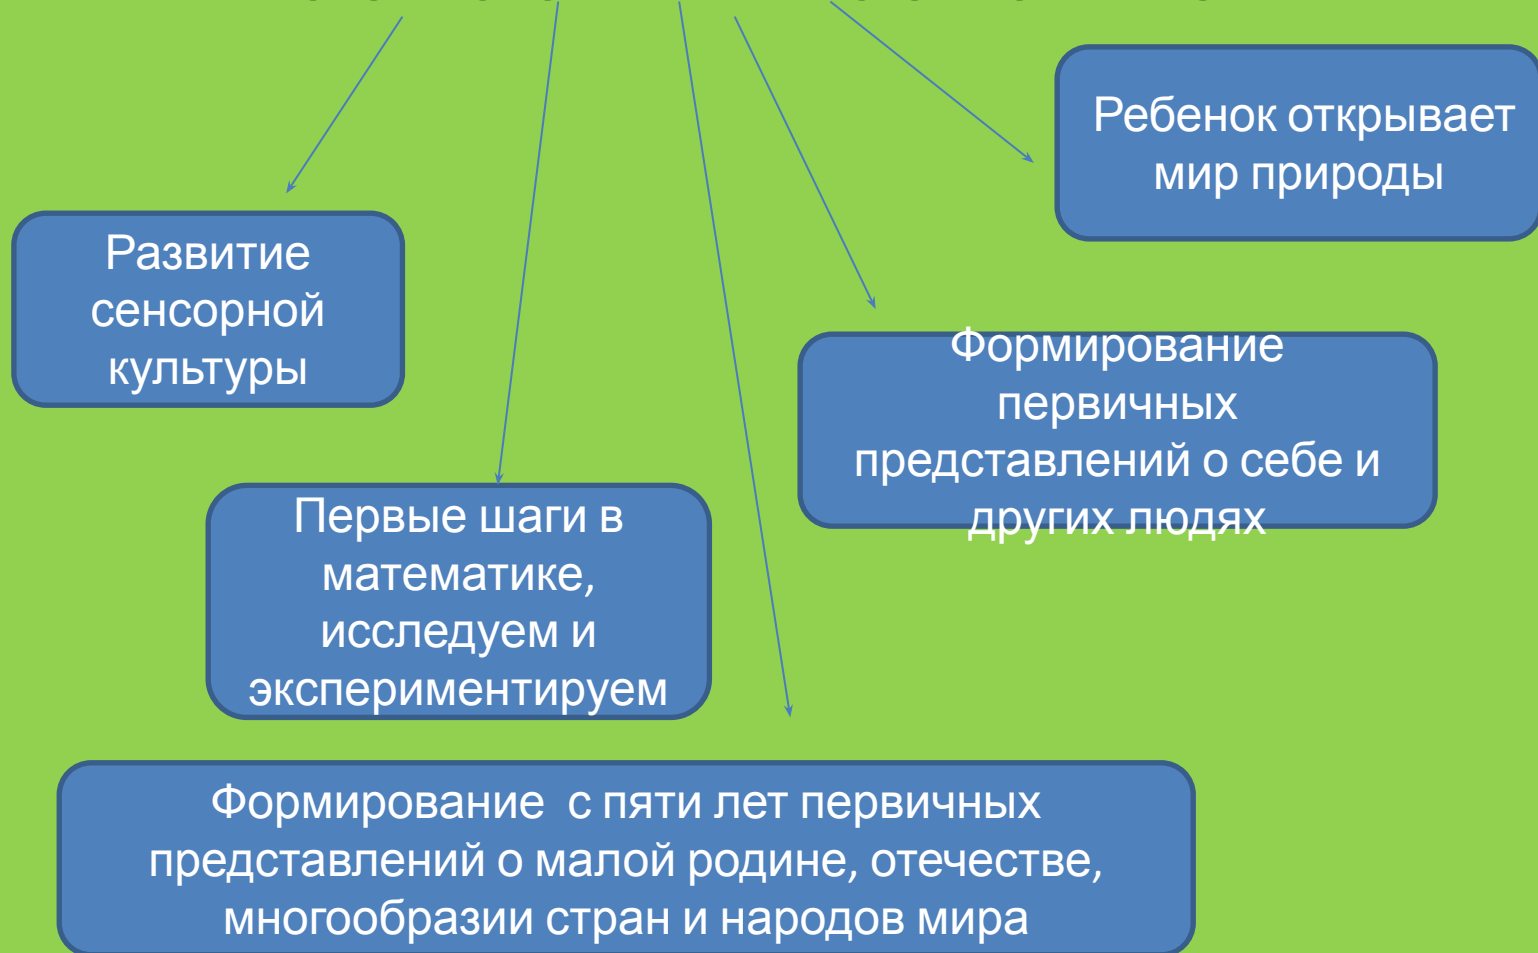 Ребенок открывает
мир природы
Развитие
сенсорной
культуры
Формирование
первичных
представлений о себе и
других людях
Первые шаги в
математике,
исследуем и
экспериментируем
Формирование с пяти лет первичных
представлений о малой родине, отечестве,
многообразии стран и народов мира